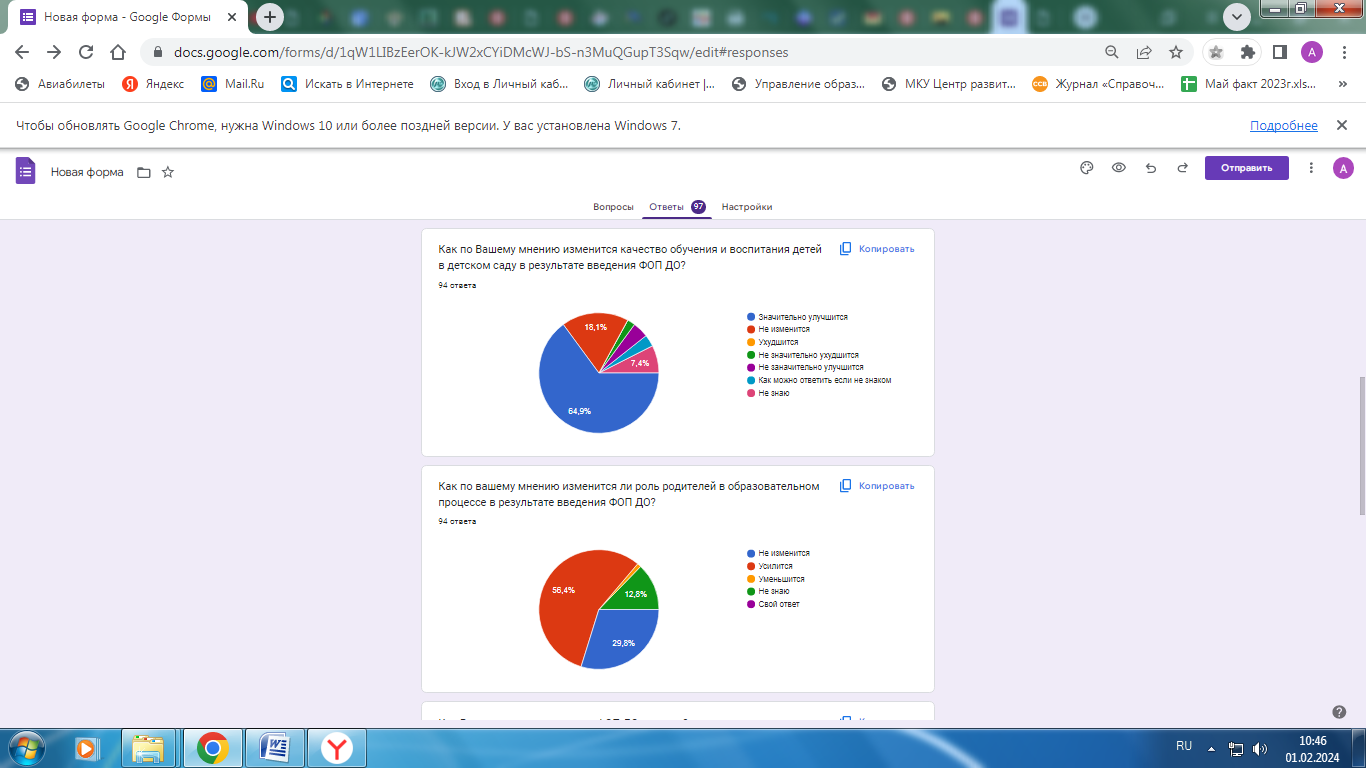 Новая форма - Google Формы
docs.google.com/forms/d/1qW1LIBzEerOK-kJW2xCYiDMcWJ-bS-n3MuQGupT3Sqw/edit#responses
A
Авиабилеты
Яндекс
Mail.Ru
Искать в Интернете
Вход в Личный каб...
Личный кабинет |...
Управление образ...
МКУ Центр развит...
Журнал «Справоч...
Май факт 2023г.xls...
»
Чтобы обновлять Google Chrome, нужна Windows 10 или более поздней версии. У вас установлена Windows 7.
Подробнее
Новая форма
Отправить
A
Вопросы
Ответы 97
Настройки
Как по Вашему мнению изменится качество обучения и воспитания детей
в детском саду в результате введения ФОП ДО?
Копировать
94 ответа
18,1%
7,4%
64,9%
Значительно улучшится
Не изменится
Ухудшится
Не значительно ухудшится
Не заначительно улучшится
Как можно ответить если не знаком
Не знаю
Как по вашему мнению изменится ли роль родителей в образовательном
процессе в результате введения ФОП ДО?
Копировать
94 ответа
56,4%
12,8%
29,8%
Не изменится
Усилится
Уменьшится
Не знаю
Свой ответ
RU
10:46
01.02.2024